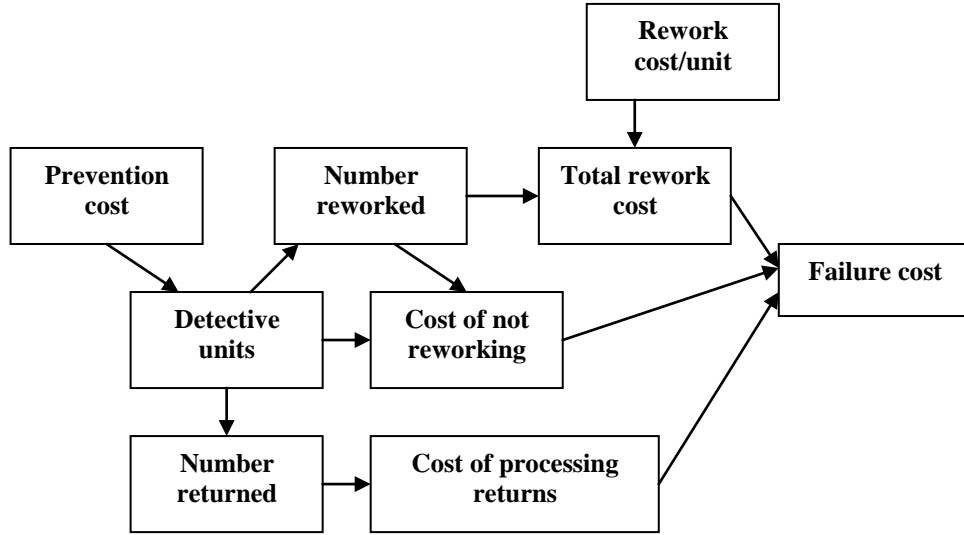 Rework
cost/unit
Prevention
cost
Number
reworked
Total rework
cost
Failure cost
Detective
units
Cost of not
reworking
Number
returned
Cost of processing
returns